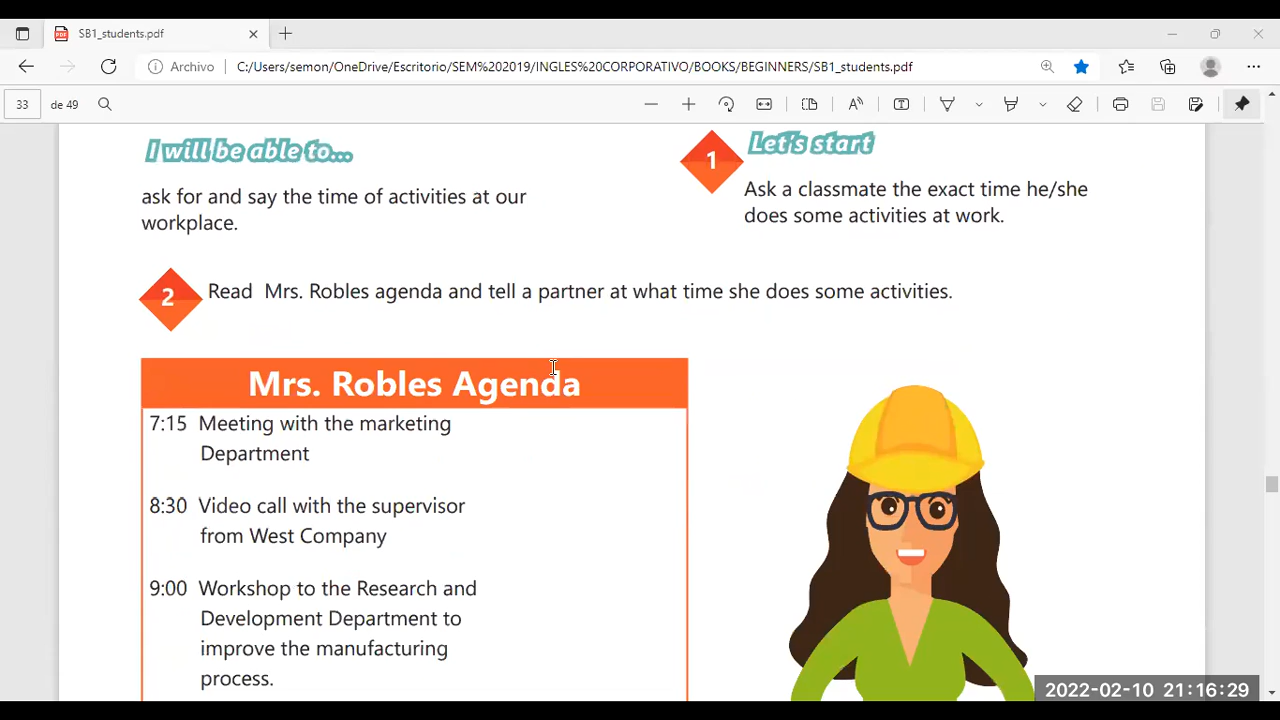 SB1_students.pdf
Archivo
C:/Users/semon/OneDrive/Escritorio/SEM%202019/INGLES%20CORPORATIVO/BOOKS/BEGINNERS/SB1_students.pdf
33 de 49
I will be able to...
ask for and say the time of activities at our
workplace.
1
Let's start
Ask a classmate the exact time he/she
does some activities at work.
2
Read Mrs. Robles agenda and tell a partner at what time she does some activities.
Mrs. Robles Agenda
7:15 Meeting with the marketing
Department
8:30 Video call with the supervisor
from West Company
9:00 Workshop to the Research and
Development Department to
improve the manufacturing
process.
2022-02-10 21:16:29